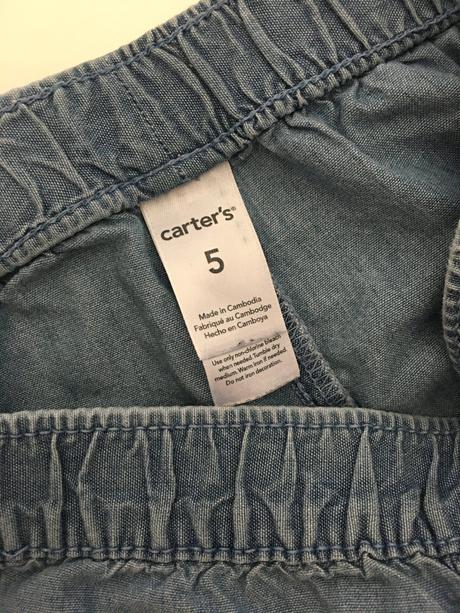 carter's®
5
Made in Cambodia
Fabriqué au Cambodge
Hecho en Camboya
Use only non-chlorine bleach
when needed. Tumble dry
medium. Warm iron if needed.
Do not iron decoration.